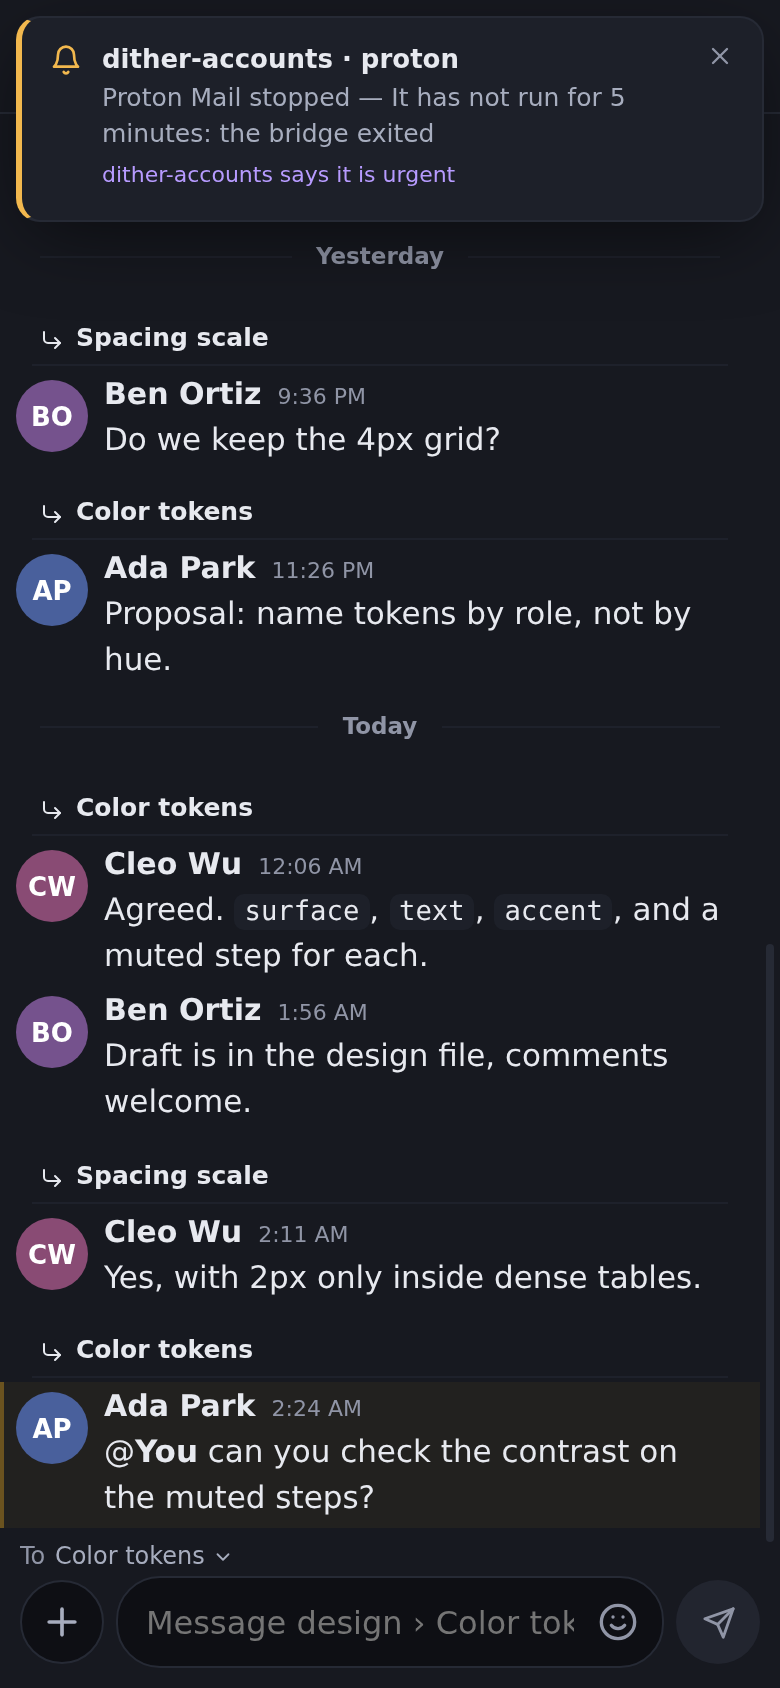 dither-accounts · proton
Proton Mail stopped — It has not run for 5
minutes: the bridge exited
dither-accounts says it is urgent
Yesterday
Spacing scale
BO
Ben Ortiz 9:36 PM
Do we keep the 4px grid?
Color tokens
AP
Ada Park 11:26 PM
Proposal: name tokens by role, not by
hue.
Today
Color tokens
CW
Cleo Wu 12:06 AM
Agreed. surface, text, accent, and a
muted step for each.
BO
Ben Ortiz 1:56 AM
Draft is in the design file, comments
welcome.
Spacing scale
CW
Cleo Wu 2:11 AM
Yes, with 2px only inside dense tables.
Color tokens
AP
Ada Park 2:24 AM
@You can you check the contrast on
the muted steps?
To Color tokens
Message design › Color tok